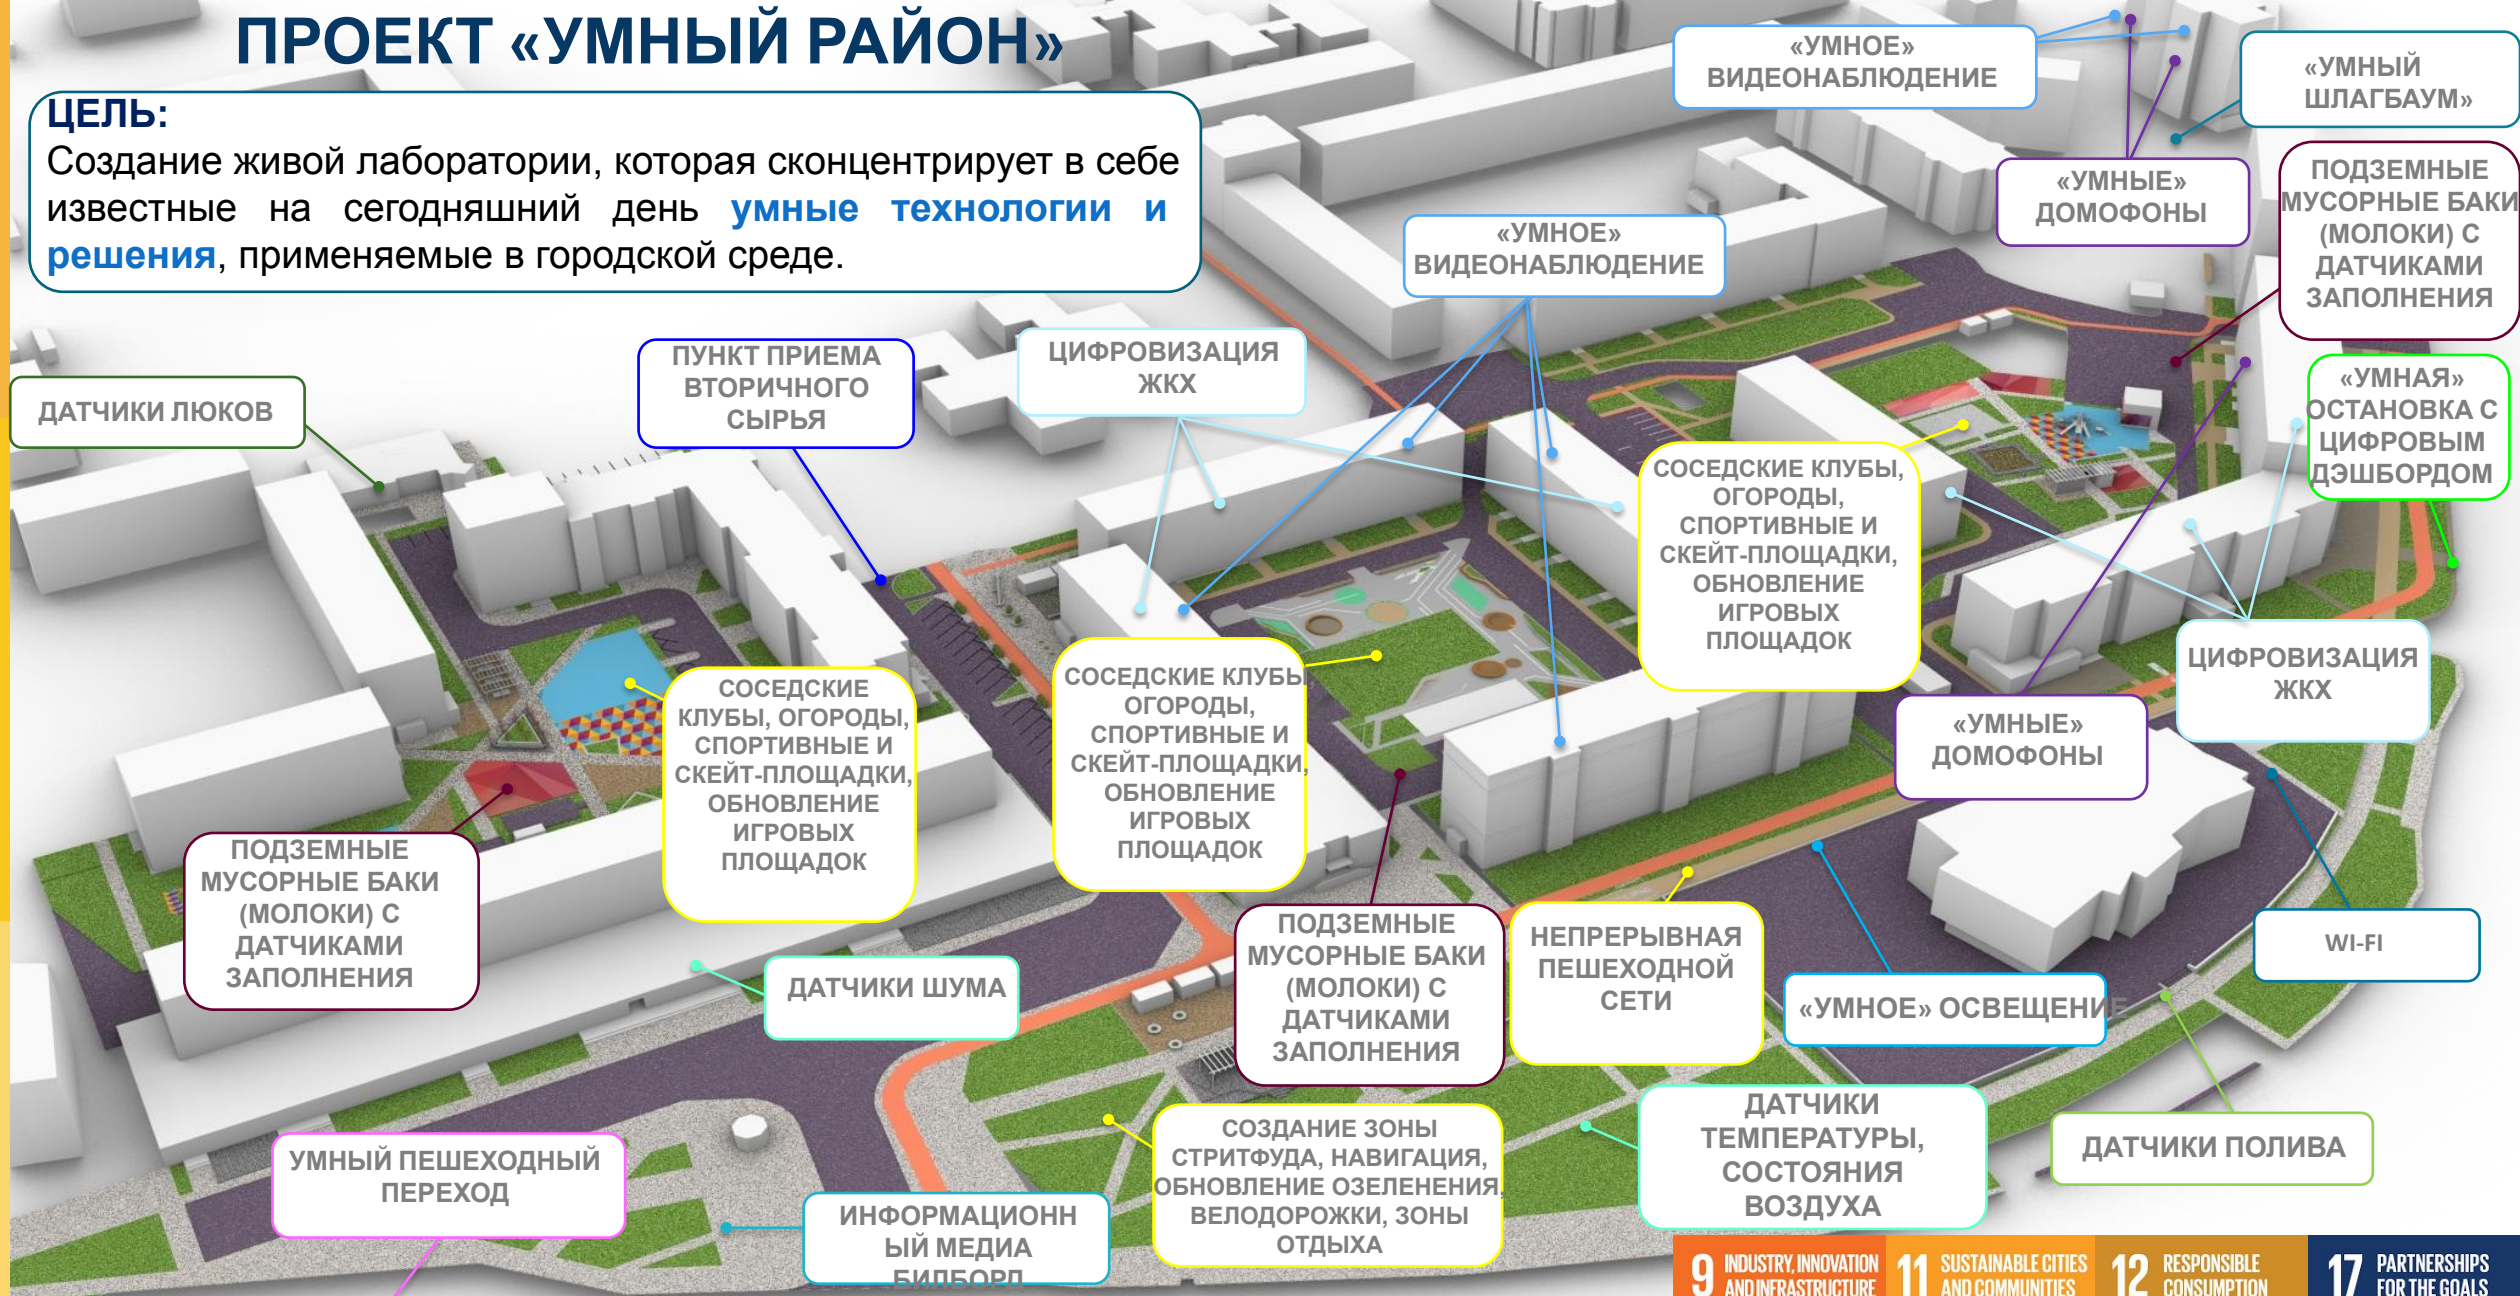 ПРОЕКТ «УМНЫЙ РАЙОН»
ЦЕЛЬ:
Создание живой лаборатории, которая сконцентрирует в себе
известные на сегодняшний день умные технологии и
решения, применяемые в городской среде.
«УМНОЕ»
ВИДЕОНАБЛЮДЕНИЕ
«УМНЫЙ
ШЛАГБАУМ»
«УМНЫЕ»
ДОМОФОНЫ
ПОДЗЕМНЫЕ
МУСОРНЫЕ БАКИ
(МОЛОКИ) С
ДАТЧИКАМИ
ЗАПОЛНЕНИЯ
«УМНОЕ»
ВИДЕОНАБЛЮДЕНИЕ
ЦИФРОВИЗАЦИЯ
ЖКХ
ПУНКТ ПРИЕМА
ВТОРИЧНОГО
СЫРЬЯ
ДАТЧИКИ ЛЮКОВ
«УМНАЯ»
ОСТАНОВКА С
ЦИФРОВЫМ
ДЭШБОРДОМ
СОСЕДСКИЕ КЛУБЫ,
ОГОРОДЫ,
СПОРТИВНЫЕ И
СКЕЙТ-ПЛОЩАДКИ,
ОБНОВЛЕНИЕ
ИГРОВЫХ
ПЛОЩАДОК
СОСЕДСКИЕ
КЛУБЫ, ОГОРОДЫ,
СПОРТИВНЫЕ И
СКЕЙТ-ПЛОЩАДКИ,
ОБНОВЛЕНИЕ
ИГРОВЫХ
ПЛОЩАДОК
СОСЕДСКИЕ КЛУБЫ,
ОГОРОДЫ,
СПОРТИВНЫЕ И
СКЕЙТ-ПЛОЩАДКИ,
ОБНОВЛЕНИЕ
ИГРОВЫХ
ПЛОЩАДОК
ЦИФРОВИЗАЦИЯ
ЖКХ
«УМНЫЕ»
ДОМОФОНЫ
ПОДЗЕМНЫЕ
МУСОРНЫЕ БАКИ
(МОЛОКИ) С
ДАТЧИКАМИ
ЗАПОЛНЕНИЯ
ДАТЧИКИ ШУМА
ПОДЗЕМНЫЕ
МУСОРНЫЕ БАКИ
(МОЛОКИ) С
ДАТЧИКАМИ
ЗАПОЛНЕНИЯ
НЕПРЕРЫВНАЯ
ПЕШЕХОДНОЙ
СЕТИ
«УМНОЕ» ОСВЕЩЕНИЕ
WI-FI
УМНЫЙ ПЕШЕХОДНЫЙ
ПЕРЕХОД
ИНФОРМАЦИОНН
ЫЙ МЕДИА
БИЛБОРД
СОЗДАНИЕ ЗОНЫ
СТРИТФУДА, НАВИГАЦИЯ,
ОБНОВЛЕНИЕ ОЗЕЛЕНЕНИЯ,
ВЕЛОДОРОЖКИ, ЗОНЫ
ОТДЫХА
ДАТЧИКИ
ТЕМПЕРАТУРЫ,
СОСТОЯНИЯ
ВОЗДУХА
ДАТЧИКИ ПОЛИВА
9 INDUSTRY, INNOVATION
AND INFRASTRUCTURE
11 SUSTAINABLE CITIES
AND COMMUNITIES
12 RESPONSIBLE
CONSUMPTION
17 PARTNERSHIPS
FOR THE GOALS